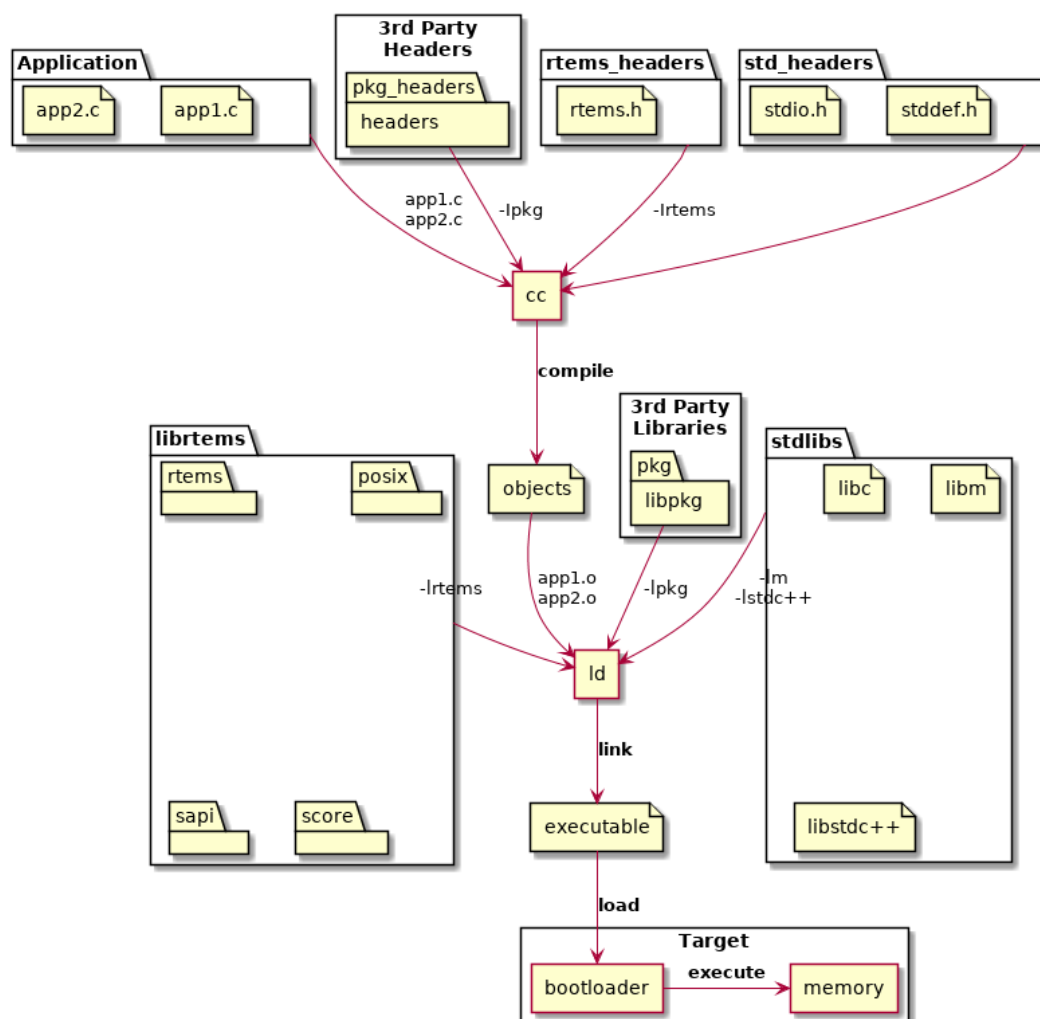 3rd Party
Headers
Application
rtems_headers
std_headers
pkg_headers
app2.c
app1.c
headers
rtems.h
stdio.h
stddef.h
app1.c
app2.c
-Ipkg
-Irtems
cc
compile
3rd Party
Libraries
librtems
stdlibs
rtems
posix
objects
pkg
libpkg
libc
libm
-lrtems
app1.o
app2.o
-lpkg
-lm
-lstdc++
ld
link
sapi
score
executable
libstdc++
load
Target
bootloader
execute
memory